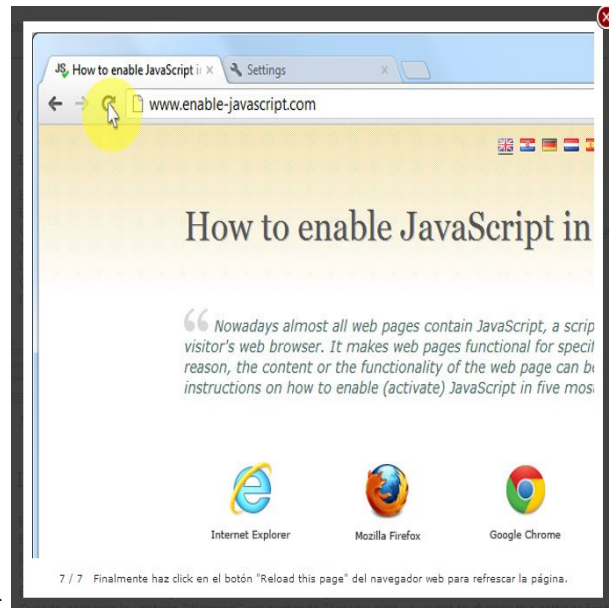 How to enable JavaScript i
Settings
www.enable-javascript.com
How to enable JavaScript in
Nowadays almost all web pages contain JavaScript, a scrip
visitor's web browser. It makes web pages functional for specif
reason, the content or the functionality of the web page can b
instructions on how to enable (activate) JavaScript in five mos
Internet Explorer
Mozilla Firefox
Google Chrome
7 / 7 Finalmente haz click en el botón "Reload this page" del navegador web para refrescar la página.